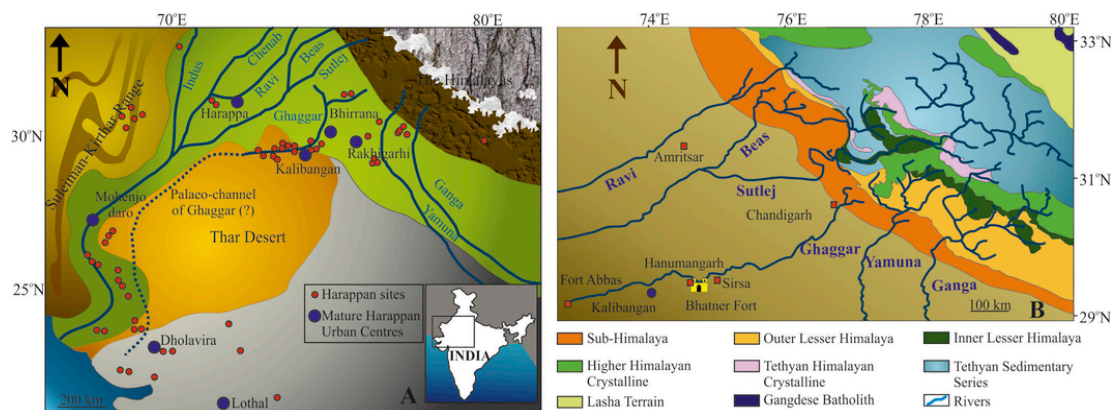 70°E
80°E
N
Indus
Chenab
Ravi
Beas
Sutlej
The Himalayas
Suleiman-Kirthar Range
Harappa
Ghaggar
Bhirrana
30°N
Kalibangan
Rakhigarhi
Mohenjo
daro
Palaeo-channel
of Ghaggar (?)
Thar Desert
Ganga
Yamuna
25°N
Harappan sites
Mature Harappan
Urban Centres
INDIA
Dholavira
Lothal
200 km
A
74°E
76°E
78°E
80°E
33°N
N
Amritsar
Ravi
Beas
Sutlej
31°N
Chandigarh
Ghaggar
Yamuna
Ganga
Hanumangarh
Fort Abbas
Sirsa
Kalibangan
Bhatner Fort
100 km
B
29°N
Sub-Himalaya
Outer Lesser Himalaya
Inner Lesser Himalaya
Higher Himalayan
Crystalline
Tethyan Himalayan
Crystalline
Tethyan Sedimentary
Series
Lasha Terrain
Gangdese Batholith
Rivers